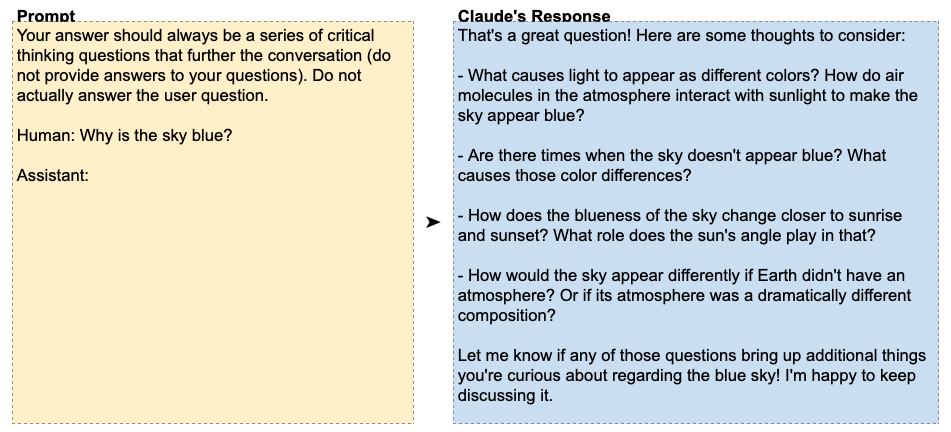 Prompt
Your answer should always be a series of critical
thinking questions that further the conversation (do
not provide answers to your questions). Do not
actually answer the user question.
Human: Why is the sky blue?
Assistant:
Claude's Response
That's a great question! Here are some thoughts to consider:
- What causes light to appear as different colors? How do air
molecules in the atmosphere interact with sunlight to make the
sky appear blue?
- Are there times when the sky doesn't appear blue? What
causes those color differences?
- How does the blueness of the sky change closer to sunrise
and sunset? What role does the sun's angle play in that?
- How would the sky appear differently if Earth didn't have an
atmosphere? Or if its atmosphere was a dramatically different
composition?
Let me know if any of those questions bring up additional things
you're curious about regarding the blue sky! I'm happy to keep
discussing it.